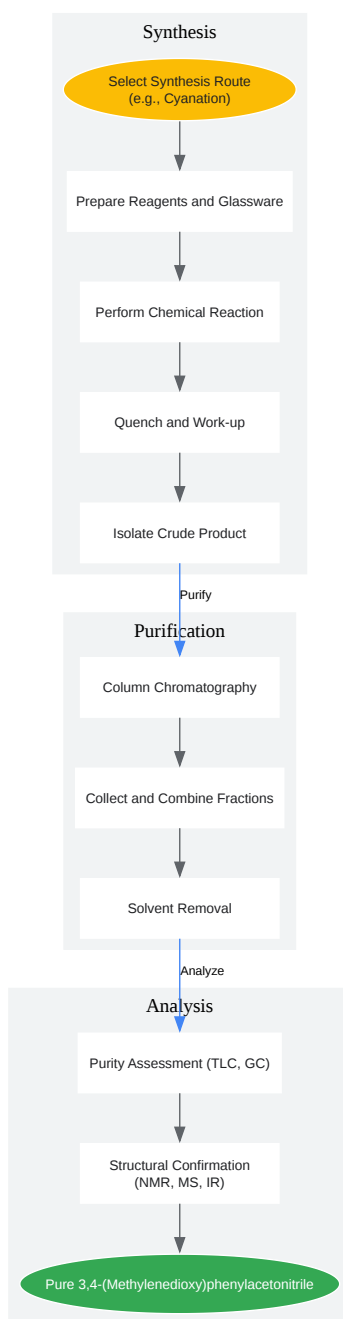 Synthesis
Select Synthesis Route
(e.g., Cyanation)
Prepare Reagents and Glassware
Perform Chemical Reaction
Quench and Work-up
Isolate Crude Product
Purify
Purification
Column Chromatography
Collect and Combine Fractions
Solvent Removal
Analyze
Analysis
Purity Assessment (TLC, GC)
Structural Confirmation
(NMR, MS, IR)
Pure 3,4-(Methylenedioxy)phenylacetonitrile